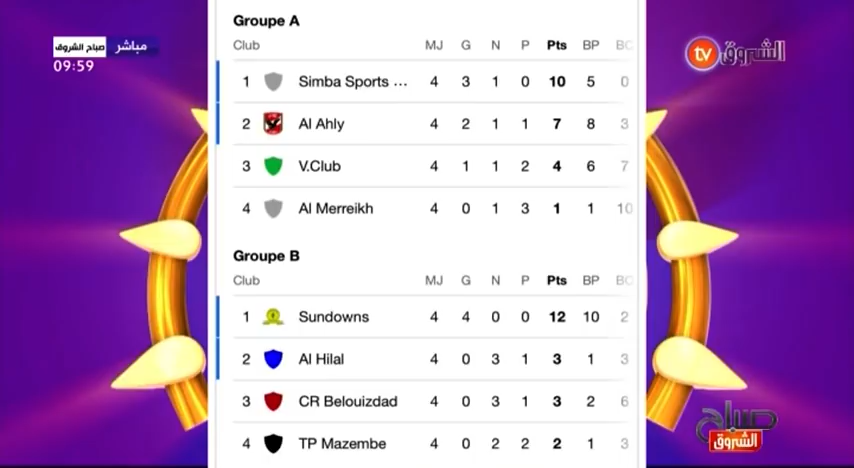 صباح الشروق مباشر
09:59
الشروق tv
Groupe A
Club MJ G N P Pts BP BC
1 Simba Sports ... 4 3 1 0 10 5 0
2 Al Ahly 4 2 1 1 7 8 3
3 V.Club 4 1 1 2 4 6 7
4 Al Merreikh 4 0 1 3 1 1 10
Groupe B
Club MJ G N P Pts BP BC
1 Sundowns 4 4 0 0 12 10 2
2 Al Hilal 4 0 3 1 3 1 3
3 CR Belouizdad 4 0 3 1 3 2 6
4 TP Mazembe 4 0 2 2 2 1 3
صباح
الشروق